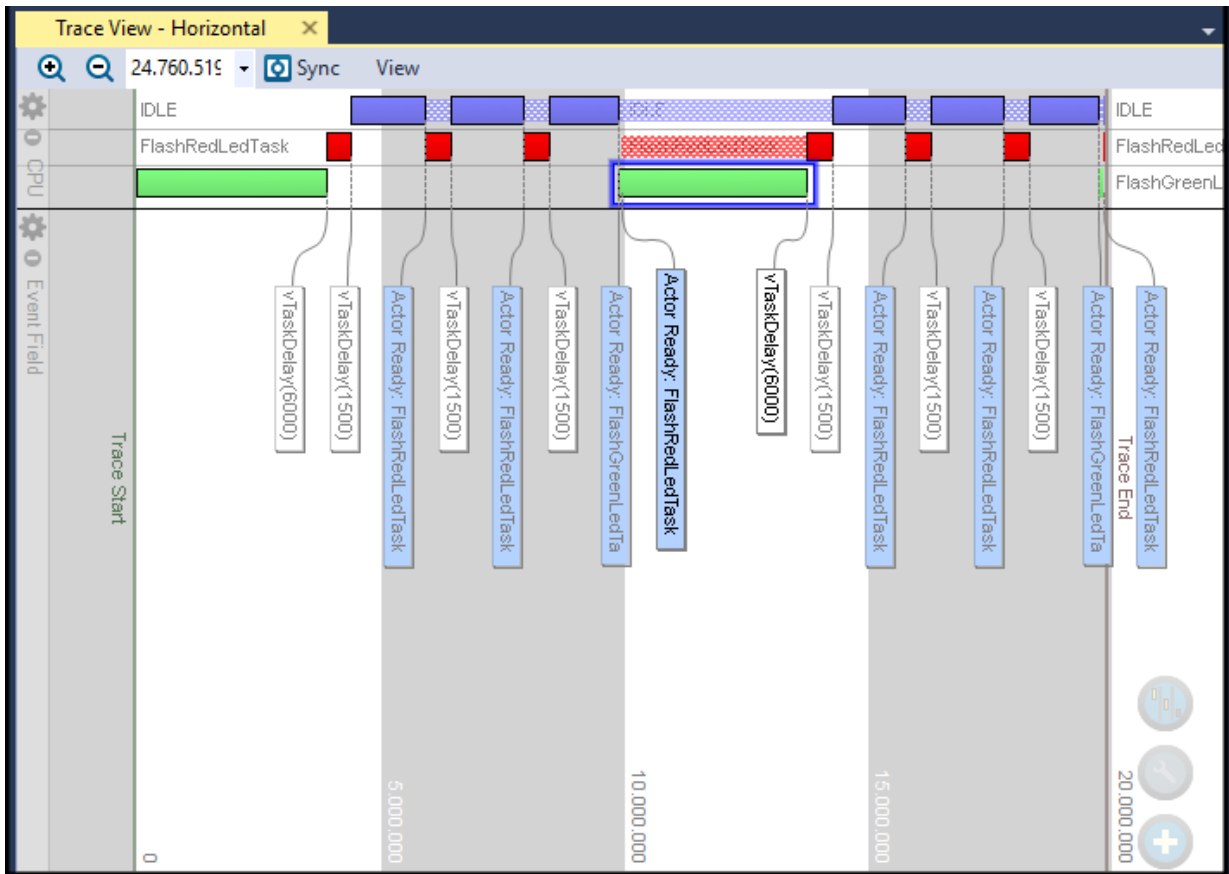 Trace View - Horizontal
24.760.519
Sync
View
CPU
IDLE
IDLE
IDLE
FlashRedLedTask
FlashRedLed
FlashGreenL
Event Field
Trace Start
vTaskDelay(6000)
vTaskDelay(1500)
Actor Ready: FlashRedLedTask
vTaskDelay(1500)
Actor Ready: FlashRedLedTask
vTaskDelay(1500)
Actor Ready: FlashGreenLedTa
Actor Ready: FlashRedLedTask
vTaskDelay(6000)
vTaskDelay(1500)
Actor Ready: FlashRedLedTask
vTaskDelay(1500)
Actor Ready: FlashRedLedTask
vTaskDelay(1500)
Actor Ready: FlashGreenLedTa
Trace End
Actor Ready: FlashRedLedTask
0
5.000.000
10.000.000
15.000.000
20.000.000